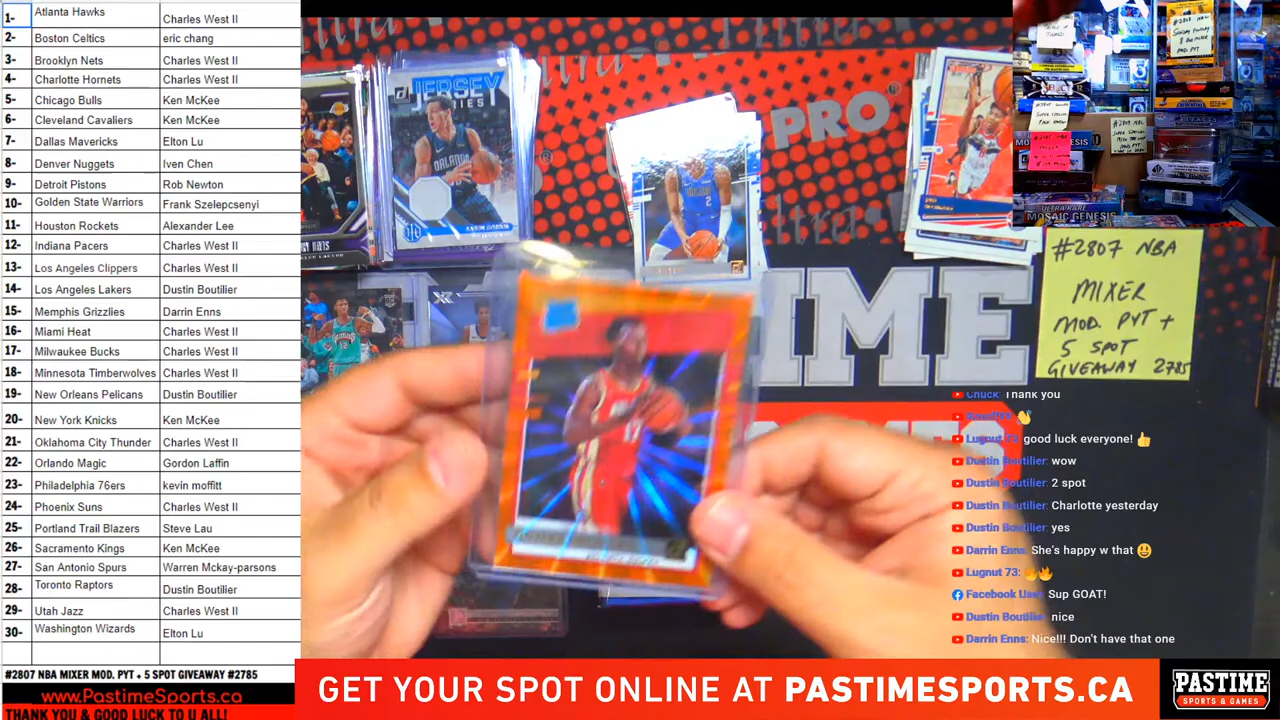 1- Atlanta Hawks Charles West II
2- Boston Celtics eric chang
3- Brooklyn Nets Charles West II
4- Charlotte Hornets Charles West II
5- Chicago Bulls Ken McKee
6- Cleveland Cavaliers Ken McKee
7- Dallas Mavericks Elton Lu
8- Denver Nuggets Iven Chen
9- Detroit Pistons Rob Newton
10- Golden State Warriors Frank Szelepcsenyi
11- Houston Rockets Alexander Lee
12- Indiana Pacers Charles West II
13- Los Angeles Clippers Charles West II
14- Los Angeles Lakers Dustin Boutilier
15- Memphis Grizzlies Darrin Enns
16- Miami Heat Charles West II
17- Milwaukee Bucks Charles West II
18- Minnesota Timberwolves Charles West II
19- New Orleans Pelicans Dustin Boutilier
20- New York Knicks Ken McKee
21- Oklahoma City Thunder Charles West II
22- Orlando Magic Gordon Laffin
23- Philadelphia 76ers kevin moffitt
24- Phoenix Suns Charles West II
25- Portland Trail Blazers Steve Lau
26- Sacramento Kings Ken McKee
27- San Antonio Spurs Warren Mckay-parsons
28- Toronto Raptors Dustin Boutilier
29- Utah Jazz Charles West II
30- Washington Wizards Elton Lu
#2807 NBA MIXER MOD. PYT + 5 SPOT GIVEAWAY #2785
www.PastimeSports.ca
THANK YOU & GOOD LUCK TO U ALL!
JERSEY
ORLANDO
PRO
IME
MOSAIC GENESIS
#2807 NBA
MIXER
MOD. PYT +
5 SPOT
GIVEAWAY 2785
Chuck: Thank you
👋
Lugnut 73: good luck everyone! 👍
Dustin Boutilier: wow
Dustin Boutilier: 2 spot
Dustin Boutilier: Charlotte yesterday
Dustin Boutilier: yes
Darrin Enns: She's happy w that 😃
Lugnut 73: 🔥🔥
Facebook User: Sup GOAT!
Dustin Boutilier: nice
Darrin Enns: Nice!!! Don't have that one
GET YOUR SPOT ONLINE AT PASTIMESPORTS.CA
PASTIME
SPORTS & GAMES